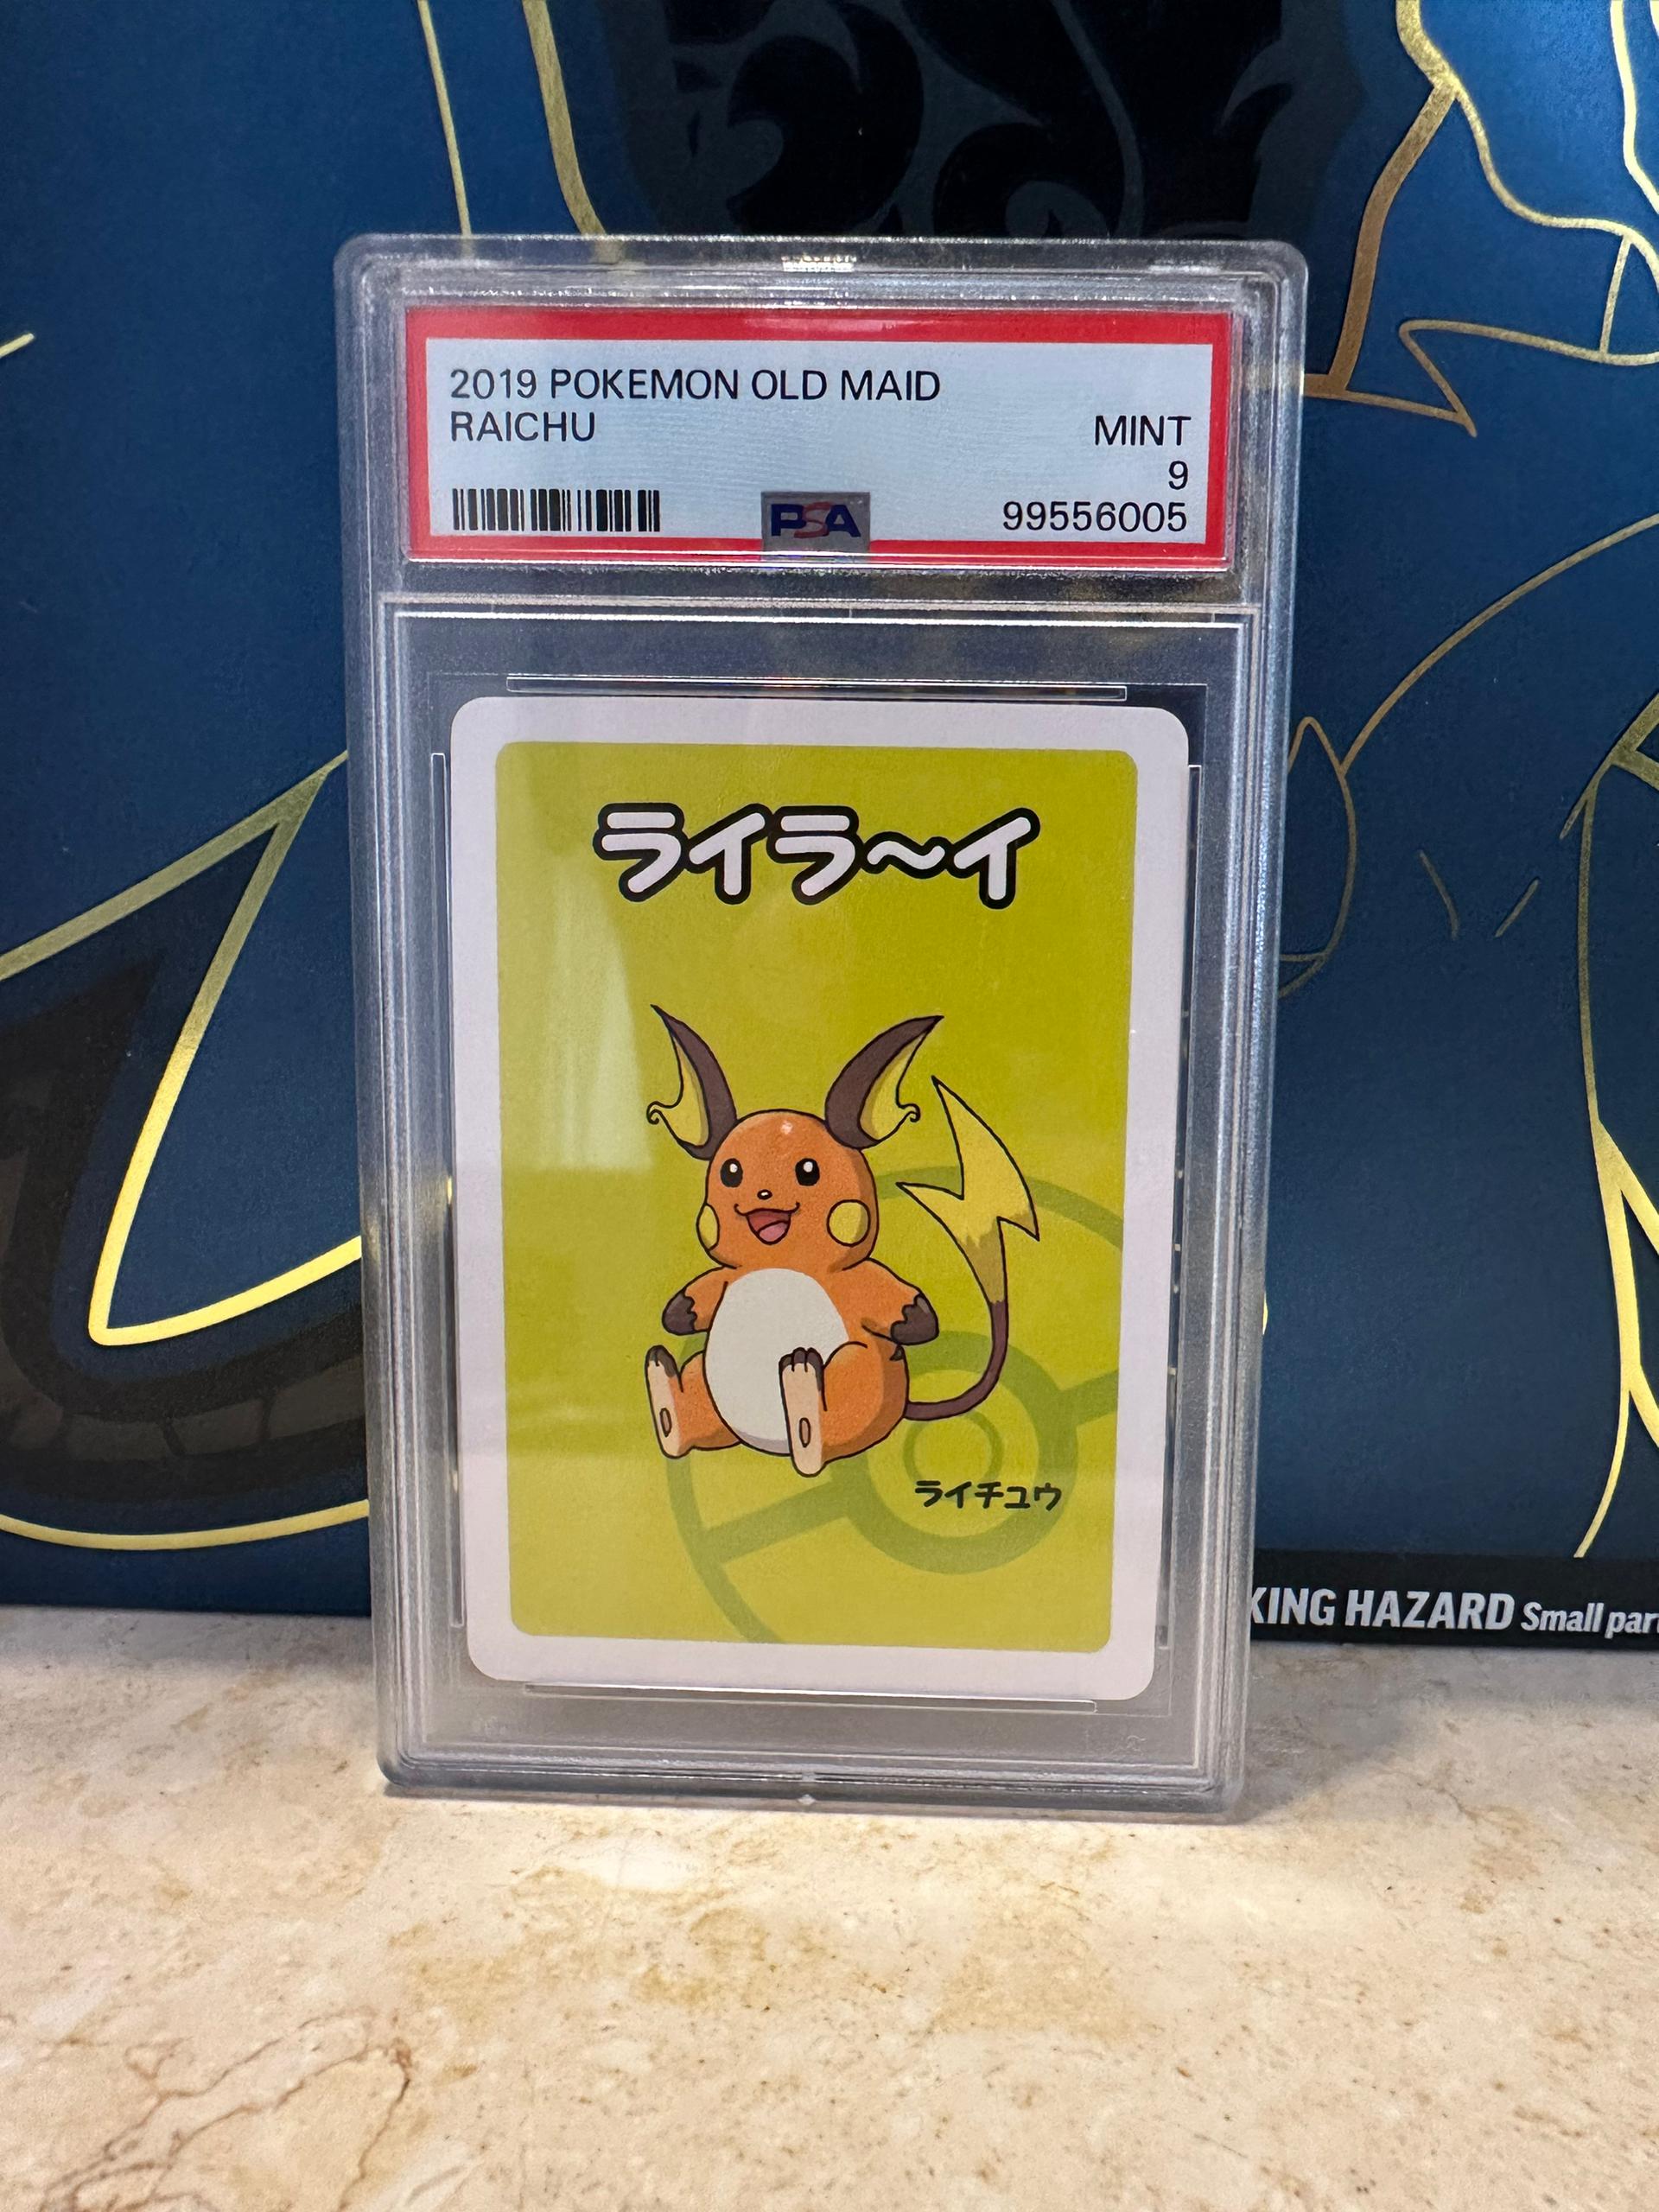 2019 POKEMON OLD MAID
RAICHU
MINT
9
PSA
99556005
ライラ〜イ
ライチュウ
KING HAZARD Small par